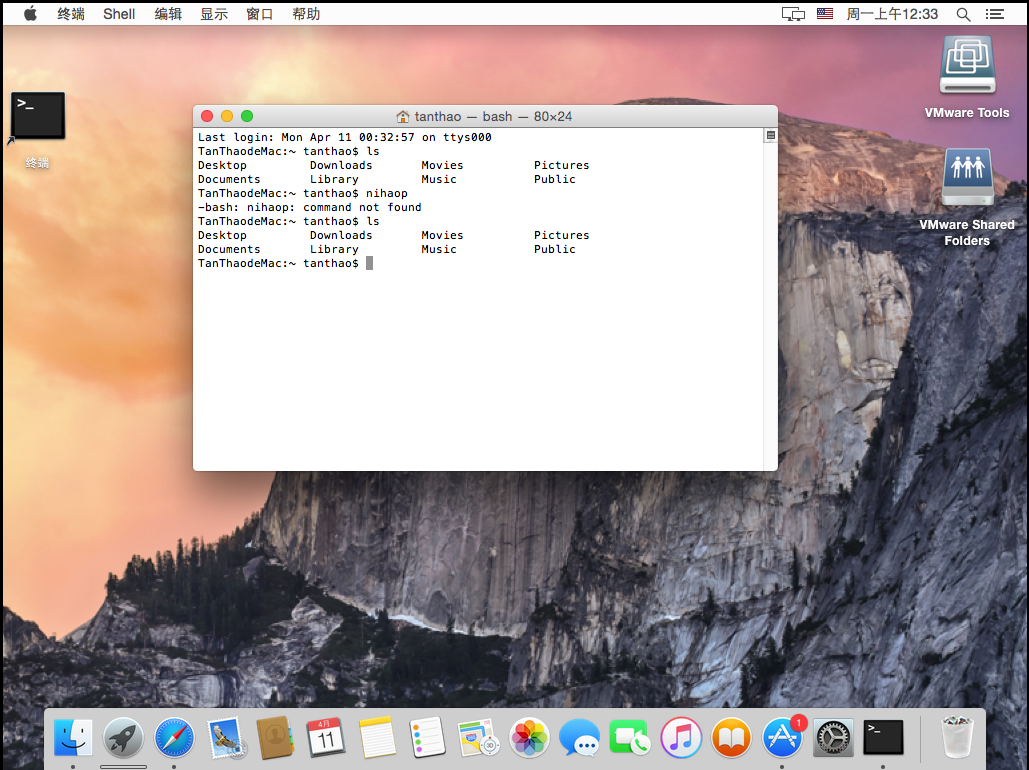 终端 Shell 编辑 显示 窗口 帮助 周一上午12:33
VMware Tools
VMware Shared
Folders
>_
终端
tanthao — bash — 80×24
Last login: Mon Apr 11 00:32:57 on ttys000
TanThaodeMac:~ tanthao$ ls
Desktop Downloads Movies Pictures
Documents Library Music Public
TanThaodeMac:~ tanthao$ nihaop
-bash: nihaop: command not found
TanThaodeMac:~ tanthao$ ls
Desktop Downloads Movies Pictures
Documents Library Music Public
TanThaodeMac:~ tanthao$
4月
11
1
>_